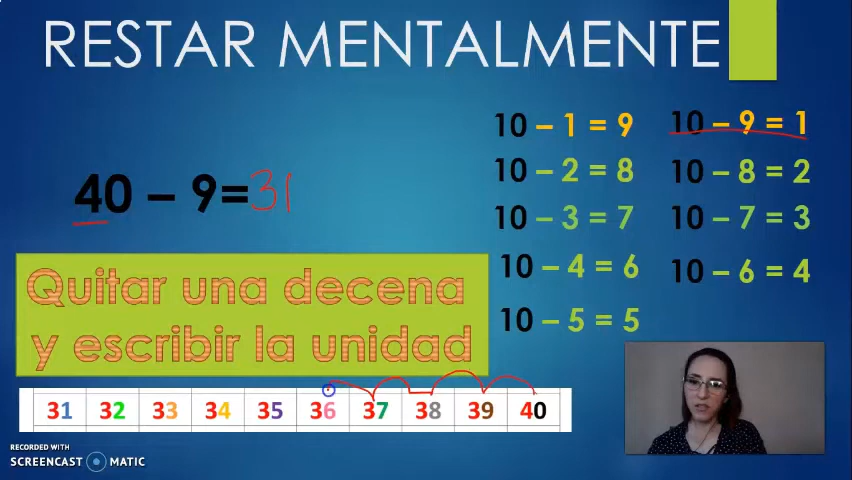 RESTAR MENTALMENTE
10 – 1 = 9
10 – 9 = 1
10 – 2 = 8
10 – 8 = 2
40 – 9=31
10 – 3 = 7
10 – 7 = 3
10 – 4 = 6
10 – 6 = 4
10 – 5 = 5
Quitar una decena
y escribir la unidad
31 32 33 34 35 36 37 38 39 40
RECORDED WITH
SCREENCAST MATIC